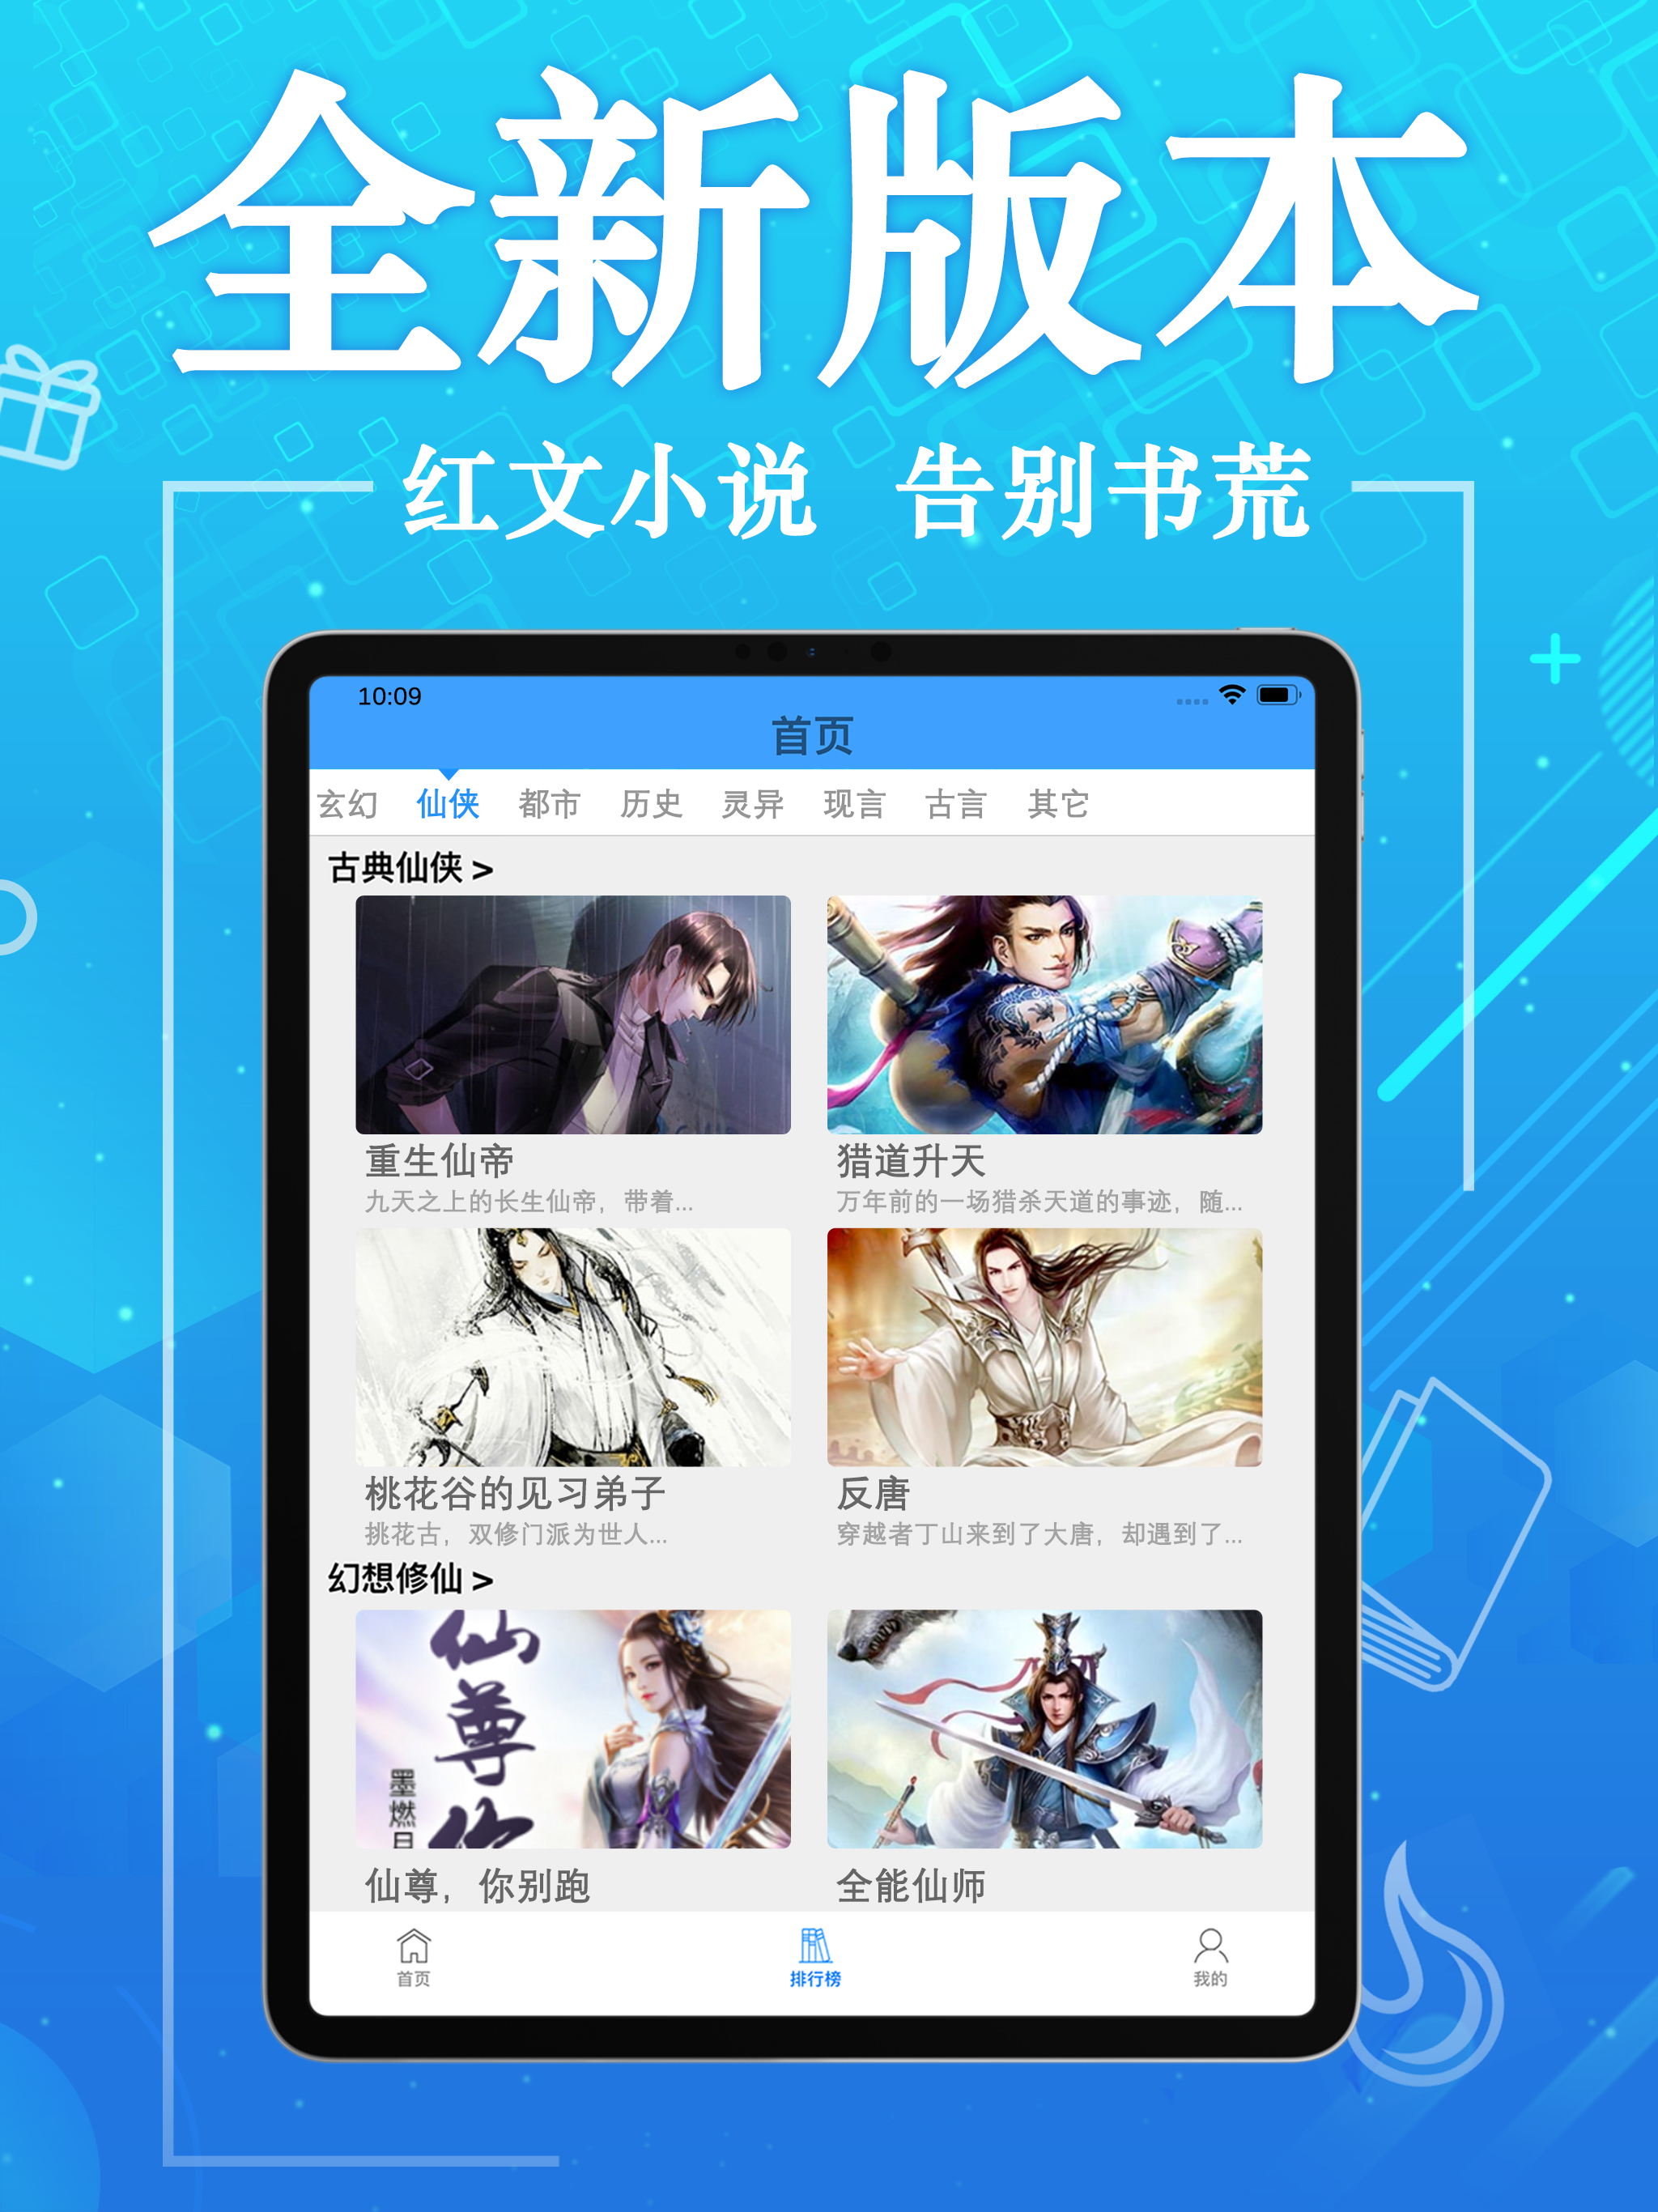 全新版本
红文小说 告别书荒
10:09
首页
玄幻 仙侠 都市 历史 灵异 现言 古言 其它
古典仙侠 >
重生仙帝
九天之上的长生仙帝，带着...
猎道升天
万年前的一场猎杀天道的事迹，随...
桃花谷的见习弟子
挑花古，双修门派为世人...
反唐
穿越者丁山来到了大唐，却遇到了...
幻想修仙 >
仙尊你
墨燃
仙尊，你别跑
全能仙师
首页 排行榜 我的